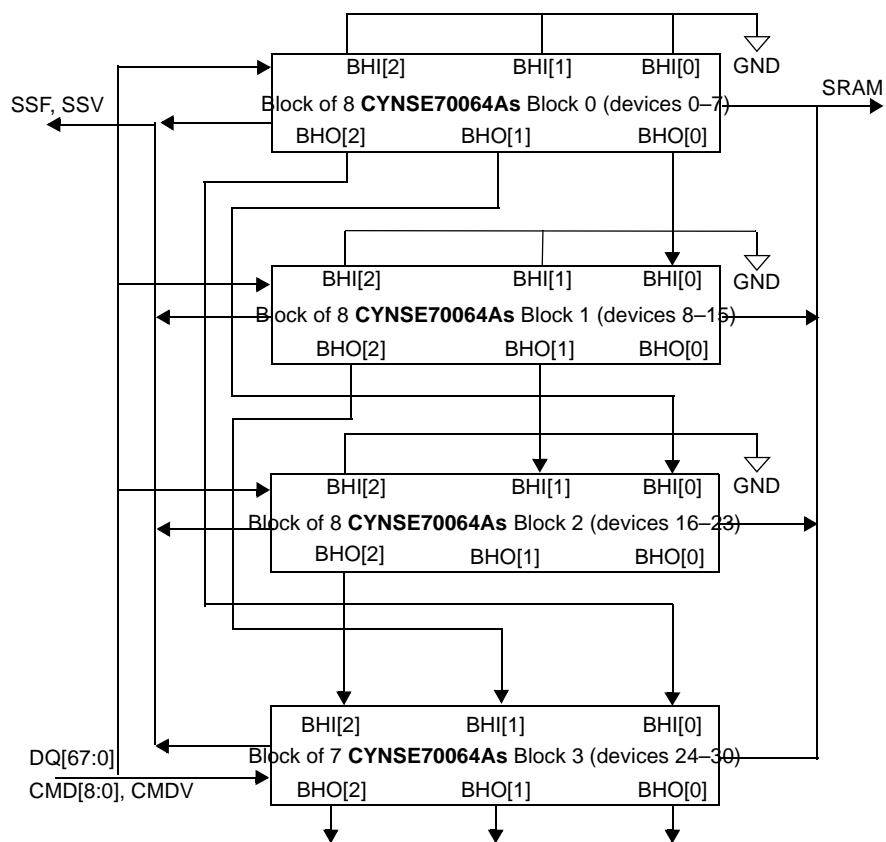 BHI[2] BHI[1] BHI[0] GND
SRAM
SSF, SSV
Block of 8 CYNSE70064As Block 0 (devices 0–7)
BHO[2] BHO[1] BHO[0]
BHI[2] BHI[1] BHI[0] GND
Block of 8 CYNSE70064As Block 1 (devices 8–15)
BHO[2] BHO[1] BHO[0]
BHI[2] BHI[1] BHI[0] GND
Block of 8 CYNSE70064As Block 2 (devices 16–23)
BHO[2] BHO[1] BHO[0]
BHI[2] BHI[1] BHI[0]
DQ[67:0]
Block of 7 CYNSE70064As Block 3 (devices 24–30)
CMD[8:0], CMDV
BHO[2] BHO[1] BHO[0]